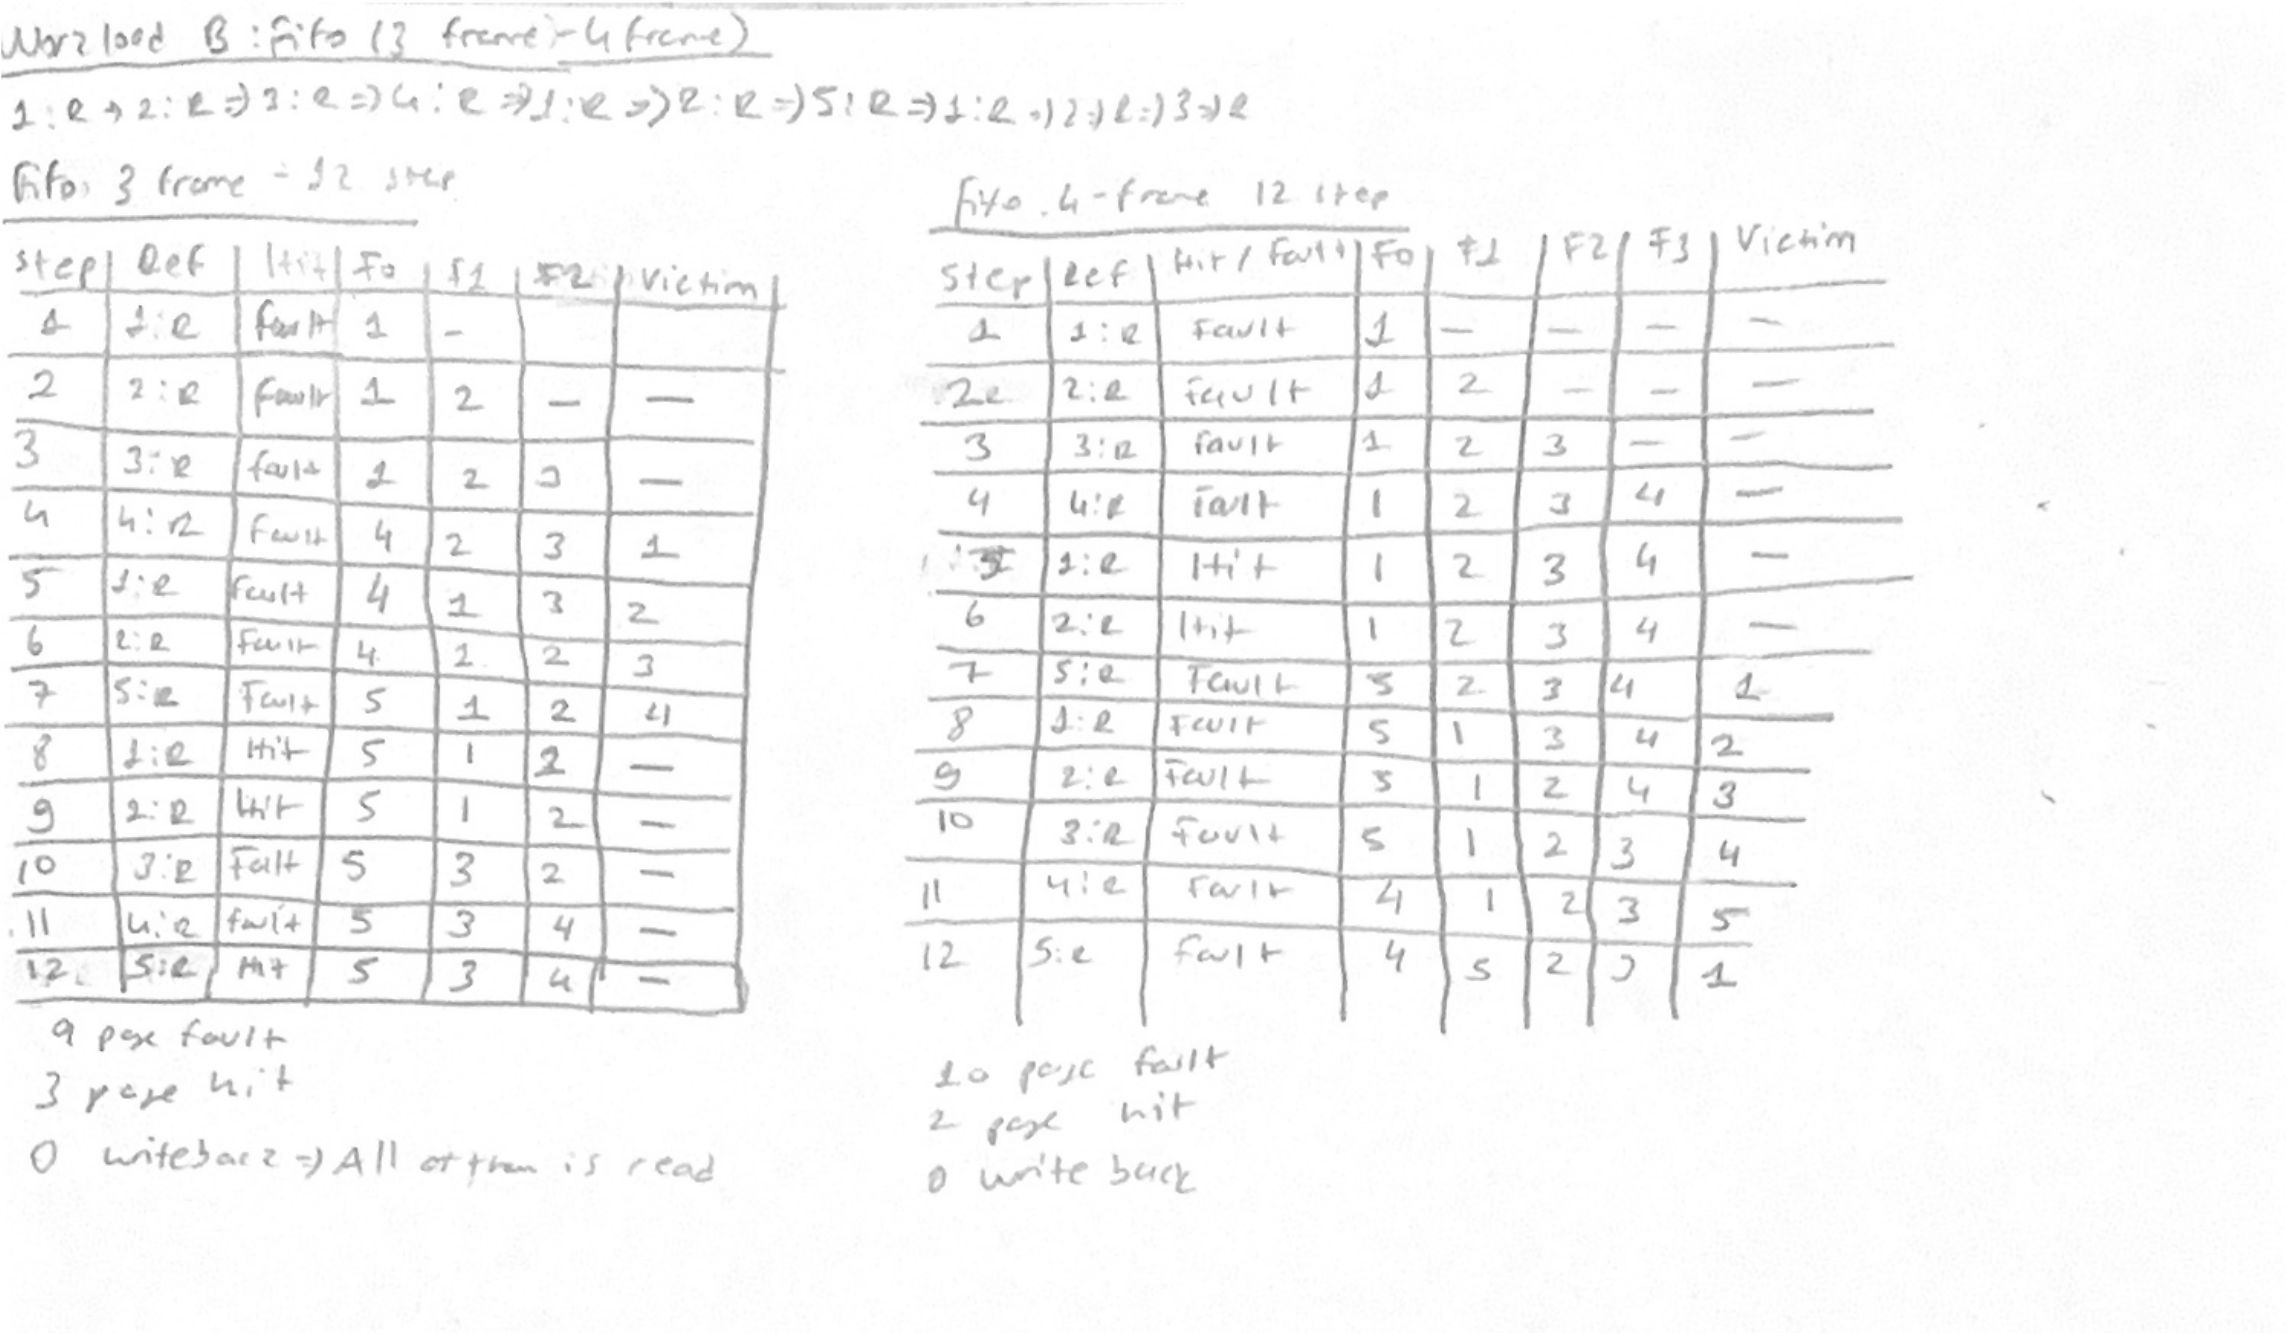 Worzload B: fifo (3 frame) - 4 frame)
1:R → 2:R => 3:R => 4:R => 1:R => 2:R => 5:R => 1:R => 2 => R => 3 => R
Fifo, 3 frame - 12 step
step | Ref | Hit | F0 | F1 | F2 | Victim
1 | 1:R | fault | 1 | -
2 | 2:R | fault | 1 | 2 | - | -
3 | 3:R | fault | 1 | 2 | 3 | -
4 | 4:R | Fault | 4 | 2 | 3 | 1
5 | 1:R | Fault | 4 | 1 | 3 | 2
6 | 2:R | Fault | 4 | 1 | 2 | 3
7 | 5:R | Fault | 5 | 1 | 2 | 4
8 | 1:R | Hit | 5 | 1 | 2 | -
9 | 2:R | Hit | 5 | 1 | 2 | -
10 | 3:R | Falt | 5 | 3 | 2 | -
11 | 4:R | fault | 5 | 3 | 4 | -
12 | 5:R | Hit | 5 | 3 | 4 | -
9 page fault
3 page hit
0 writebacz => All of them is read
fifo. 4-frame 12 step
Step | Ref | Hit / Fault | F0 | F1 | F2 | F3 | Victim
1 | 1:R | Fault | 1 | - | - | - | -
2 | 2:R | Fault | 1 | 2 | - | - | -
3 | 3:R | Fault | 1 | 2 | 3 | - | -
4 | 4:R | Fault | 1 | 2 | 3 | 4 | -
5 | 1:R | Hit | 1 | 2 | 3 | 4 | -
6 | 2:R | Hit | 1 | 2 | 3 | 4 | -
7 | 5:R | Fault | 5 | 2 | 3 | 4 | 1
8 | 1:R | Fault | 5 | 1 | 3 | 4 | 2
9 | 2:R | Fault | 5 | 1 | 2 | 4 | 3
10 | 3:R | Fault | 5 | 1 | 2 | 3 | 4
11 | 4:R | Fault | 4 | 1 | 2 | 3 | 5
12 | 5:R | Fault | 4 | 5 | 2 | 3 | 1
10 page fault
2 page hit
0 write back